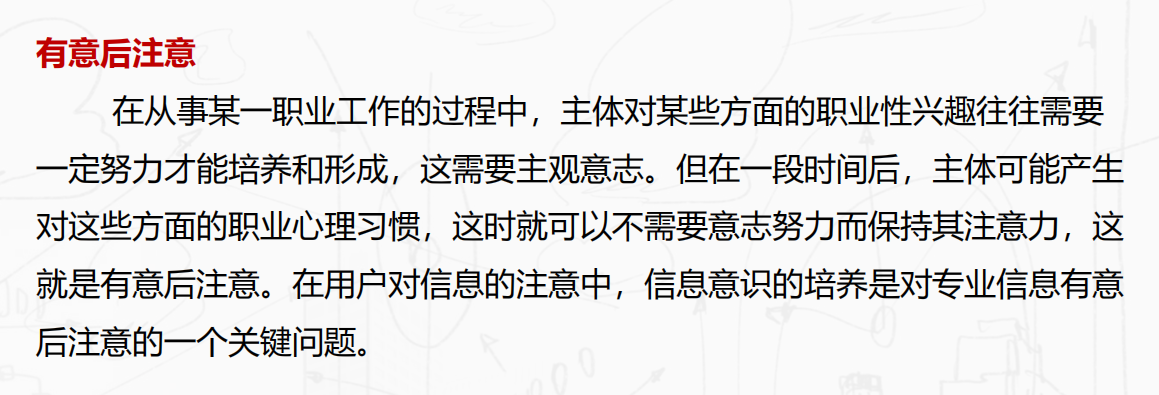 有意后注意
在从事某一职业工作的过程中，主体对某些方面的职业性兴趣往往需要
一定努力才能培养和形成，这需要主观意志。但在一段时间后，主体可能产生
对这些方面的职业心理习惯，这时就可以不需要意志努力而保持其注意力，这
就是有意后注意。在用户对信息的注意中，信息意识的培养是对专业信息有意
后注意的一个关键问题。